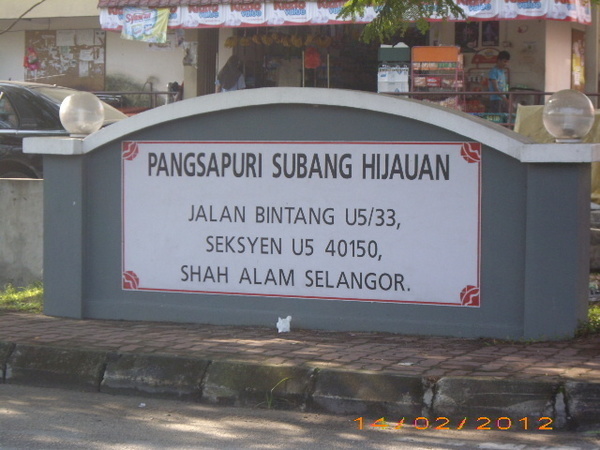 PANGSAPURI SUBANG HIJAUAN
JALAN BINTANG U5/33,
SEKSYEN U5 40150,
SHAH ALAM SELANGOR.
14/02/2012